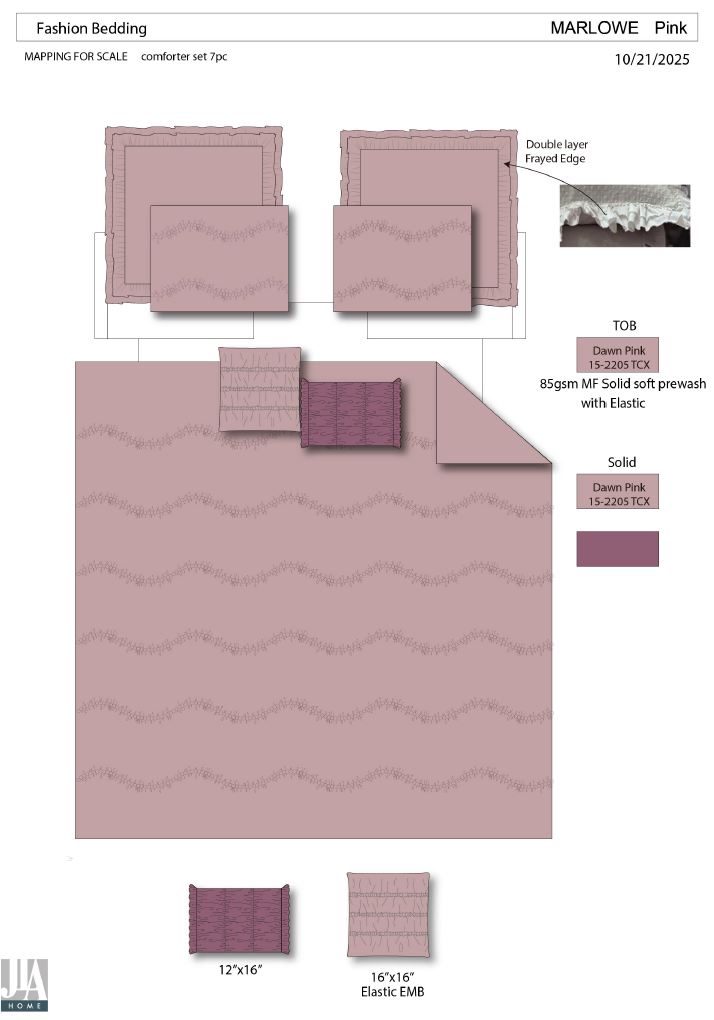 Fashion Bedding
MARLOWE Pink
MAPPING FOR SCALE comforter set 7pc
10/21/2025
Double layer
Frayed Edge
TOB
Dawn Pink
15-2205 TCX
85gsm MF Solid soft prewash
with Elastic
Solid
Dawn Pink
15-2205 TCX
12"x16"
16"x16"
Elastic EMB
JLA
HOME